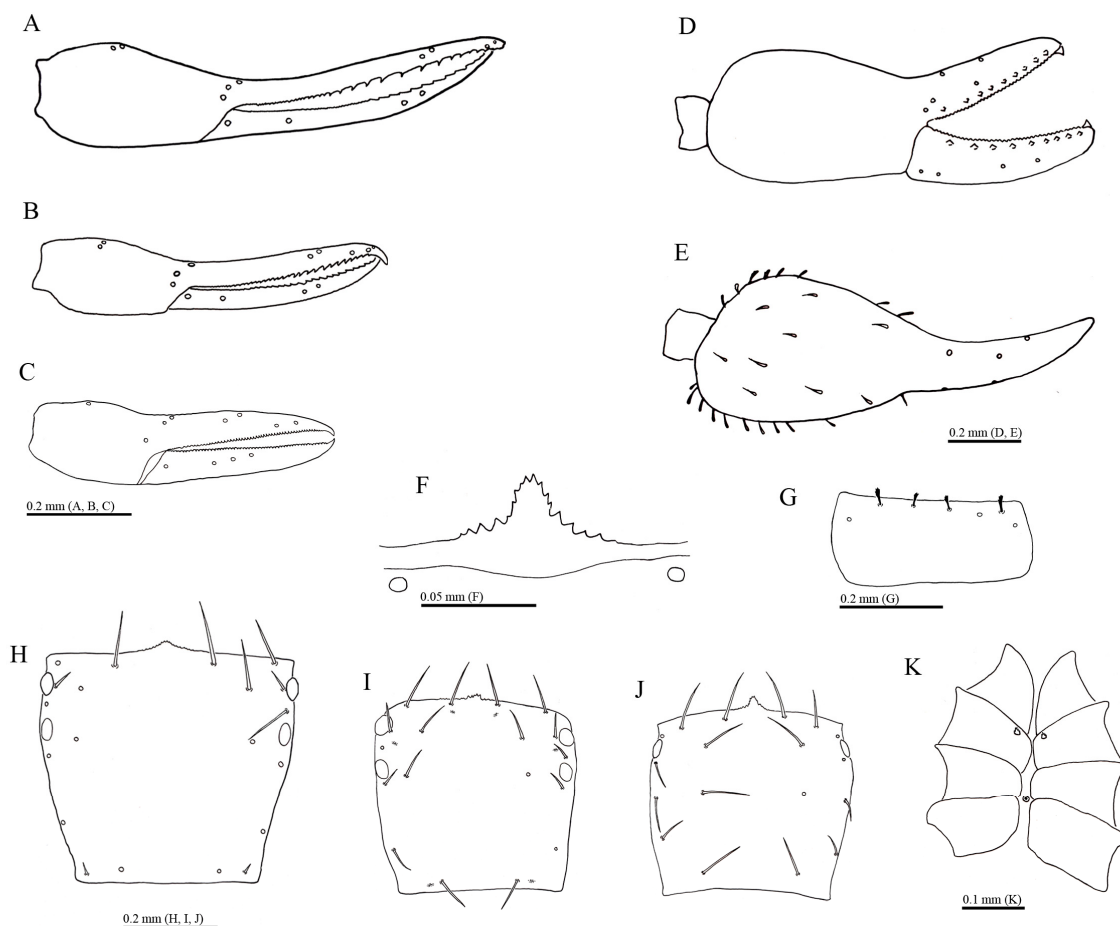 A
D
B
E
C
0.2 mm (D, E)
0.2 mm (A, B, C)
F
G
0.05 mm (F)
0.2 mm (G)
H
I
J
K
0.1 mm (K)
0.2 mm (H, I, J)